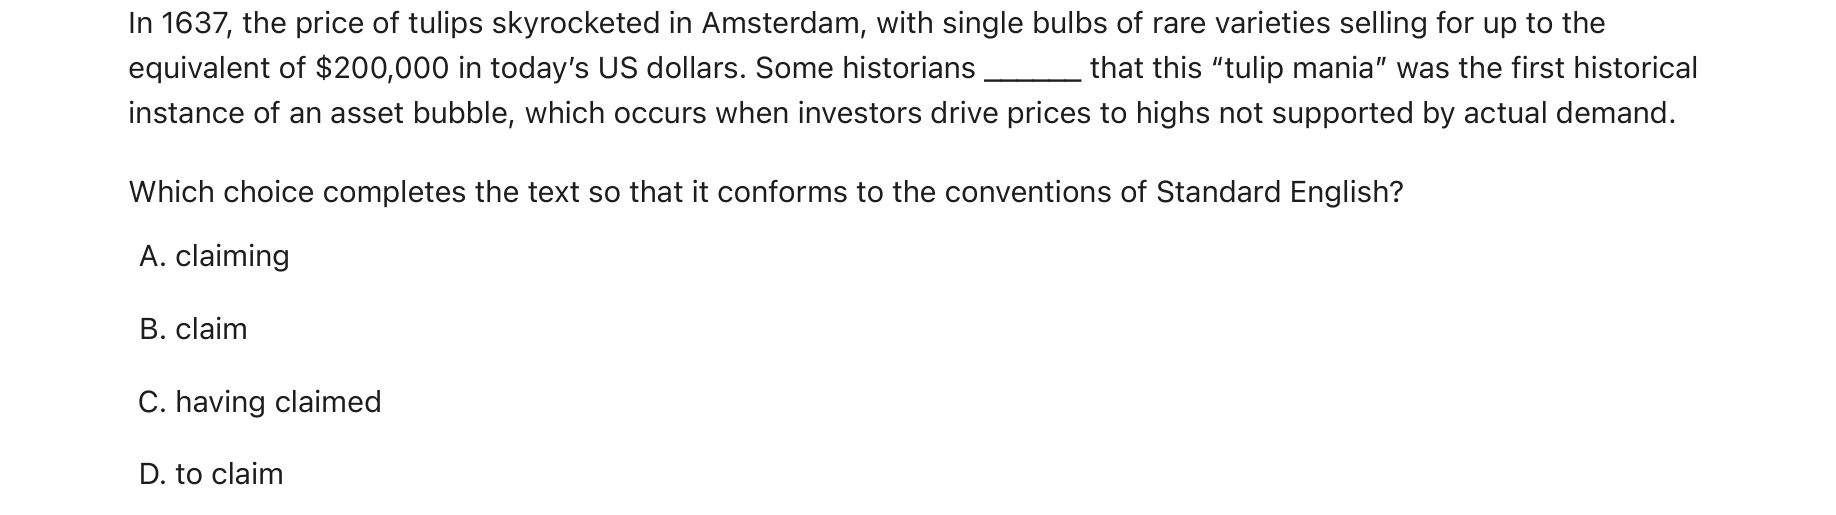 In 1637, the price of tulips skyrocketed in Amsterdam, with single bulbs of rare varieties selling for up to the
equivalent of $200,000 in today’s US dollars. Some historians ______ that this “tulip mania” was the first historical
instance of an asset bubble, which occurs when investors drive prices to highs not supported by actual demand.
Which choice completes the text so that it conforms to the conventions of Standard English?
A. claiming
B. claim
C. having claimed
D. to claim